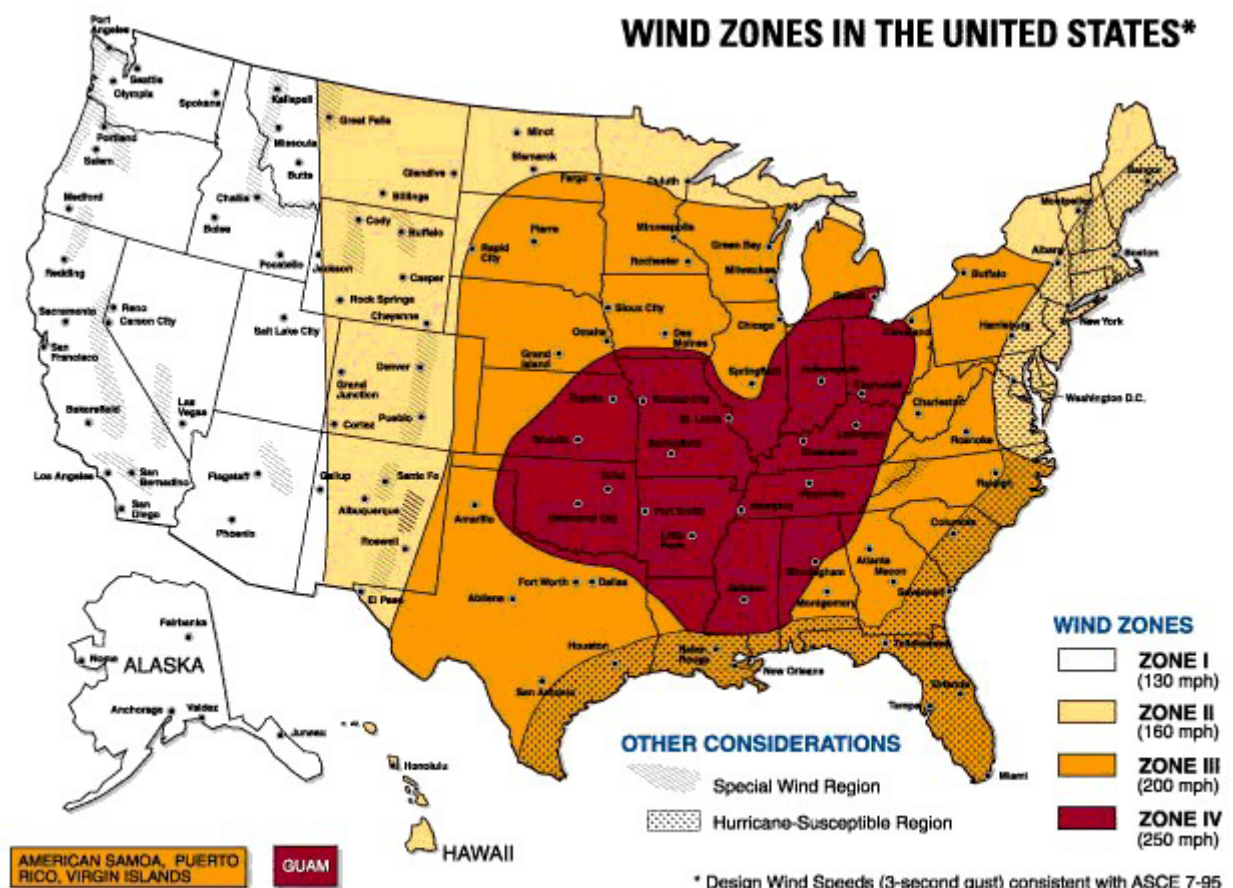 WIND ZONES IN THE UNITED STATES*
Port
Angeles
Seattle
Olympia
Spokane
Portland
Salem
Medford
Kalispell
Missoula
Butte
Great Falls
Glendive
Billings
Minot
Bismarck
Fargo
Duluth
Challis
Boise
Pocatello
Jackson
Cody
Buffalo
Casper
Rock Springs
Cheyenne
Rapid
City
Pierre
Minneapolis
Rochester
Green Bay
Milwaukee
Sioux City
Des
Moines
Omaha
Grand
Island
Chicago
Springfield
Detroit
Cleveland
Buffalo
Albany
Montpelier
Bangor
Boston
New York
Harrisburg
Washington D.C.
Redding
Sacramento
San
Francisco
Reno
Carson City
Salt Lake City
Bakersfield
Las
Vegas
Los Angeles
San
Bernadino
San
Diego
Flagstaff
Phoenix
Gallup
Denver
Grand
Junction
Pueblo
Cortez
Santa Fe
Albuquerque
Roswell
El Paso
Amarillo
Topeka
St. Louis
Springfield
Tulsa
Oklahoma City
Fort Smith
Little
Rock
Memphis
Birmingham
Montgomery
Jackson
Charleston
Roanoke
Raleigh
Columbia
Atlanta
Macon
Savannah
Tallahassee
Orlando
Tampa
Miami
Fort Worth
Dallas
Abilene
Houston
San Antonio
Baton
Rouge
New Orleans
Fairbanks
Nome
ALASKA
Anchorage
Valdez
Juneau
Honolulu
HAWAII
AMERICAN SAMOA, PUERTO
RICO, VIRGIN ISLANDS
GUAM
OTHER CONSIDERATIONS
Special Wind Region
Hurricane-Susceptible Region
WIND ZONES
ZONE I
(130 mph)
ZONE II
(160 mph)
ZONE III
(200 mph)
ZONE IV
(250 mph)
* Design Wind Speeds (3-second gust) consistent with ASCE 7-95